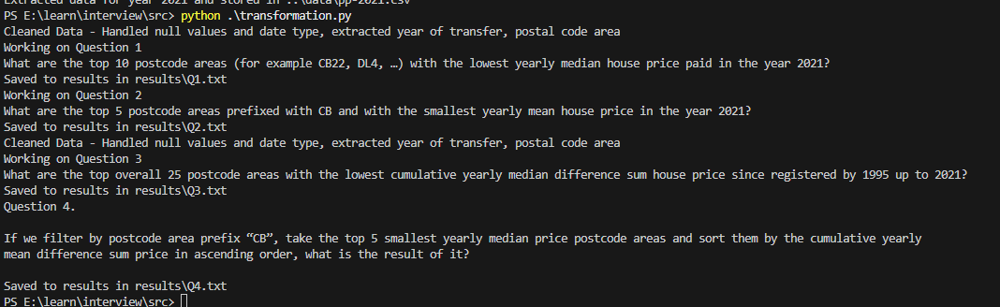 Extracted data for year 2021 and stored in ..\data\pp-2021.csv
PS E:\learn\interview\src> python .\transformation.py
Cleaned Data - Handled null values and date type, extracted year of transfer, postal code area
Working on Question 1
What are the top 10 postcode areas (for example CB22, DL4, …) with the lowest yearly median house price paid in the year 2021?
Saved to results in results\Q1.txt
Working on Question 2
What are the top 5 postcode areas prefixed with CB and with the smallest yearly mean house price in the year 2021?
Saved to results in results\Q2.txt
Cleaned Data - Handled null values and date type, extracted year of transfer, postal code area
Working on Question 3
What are the top overall 25 postcode areas with the lowest cumulative yearly median difference sum house price since registered by 1995 up to 2021?
Saved to results in results\Q3.txt
Question 4.
If we filter by postcode area prefix “CB”, take the top 5 smallest yearly median price postcode areas and sort them by the cumulative yearly
mean difference sum price in ascending order, what is the result of it?
Saved to results in results\Q4.txt
PS E:\learn\interview\src>